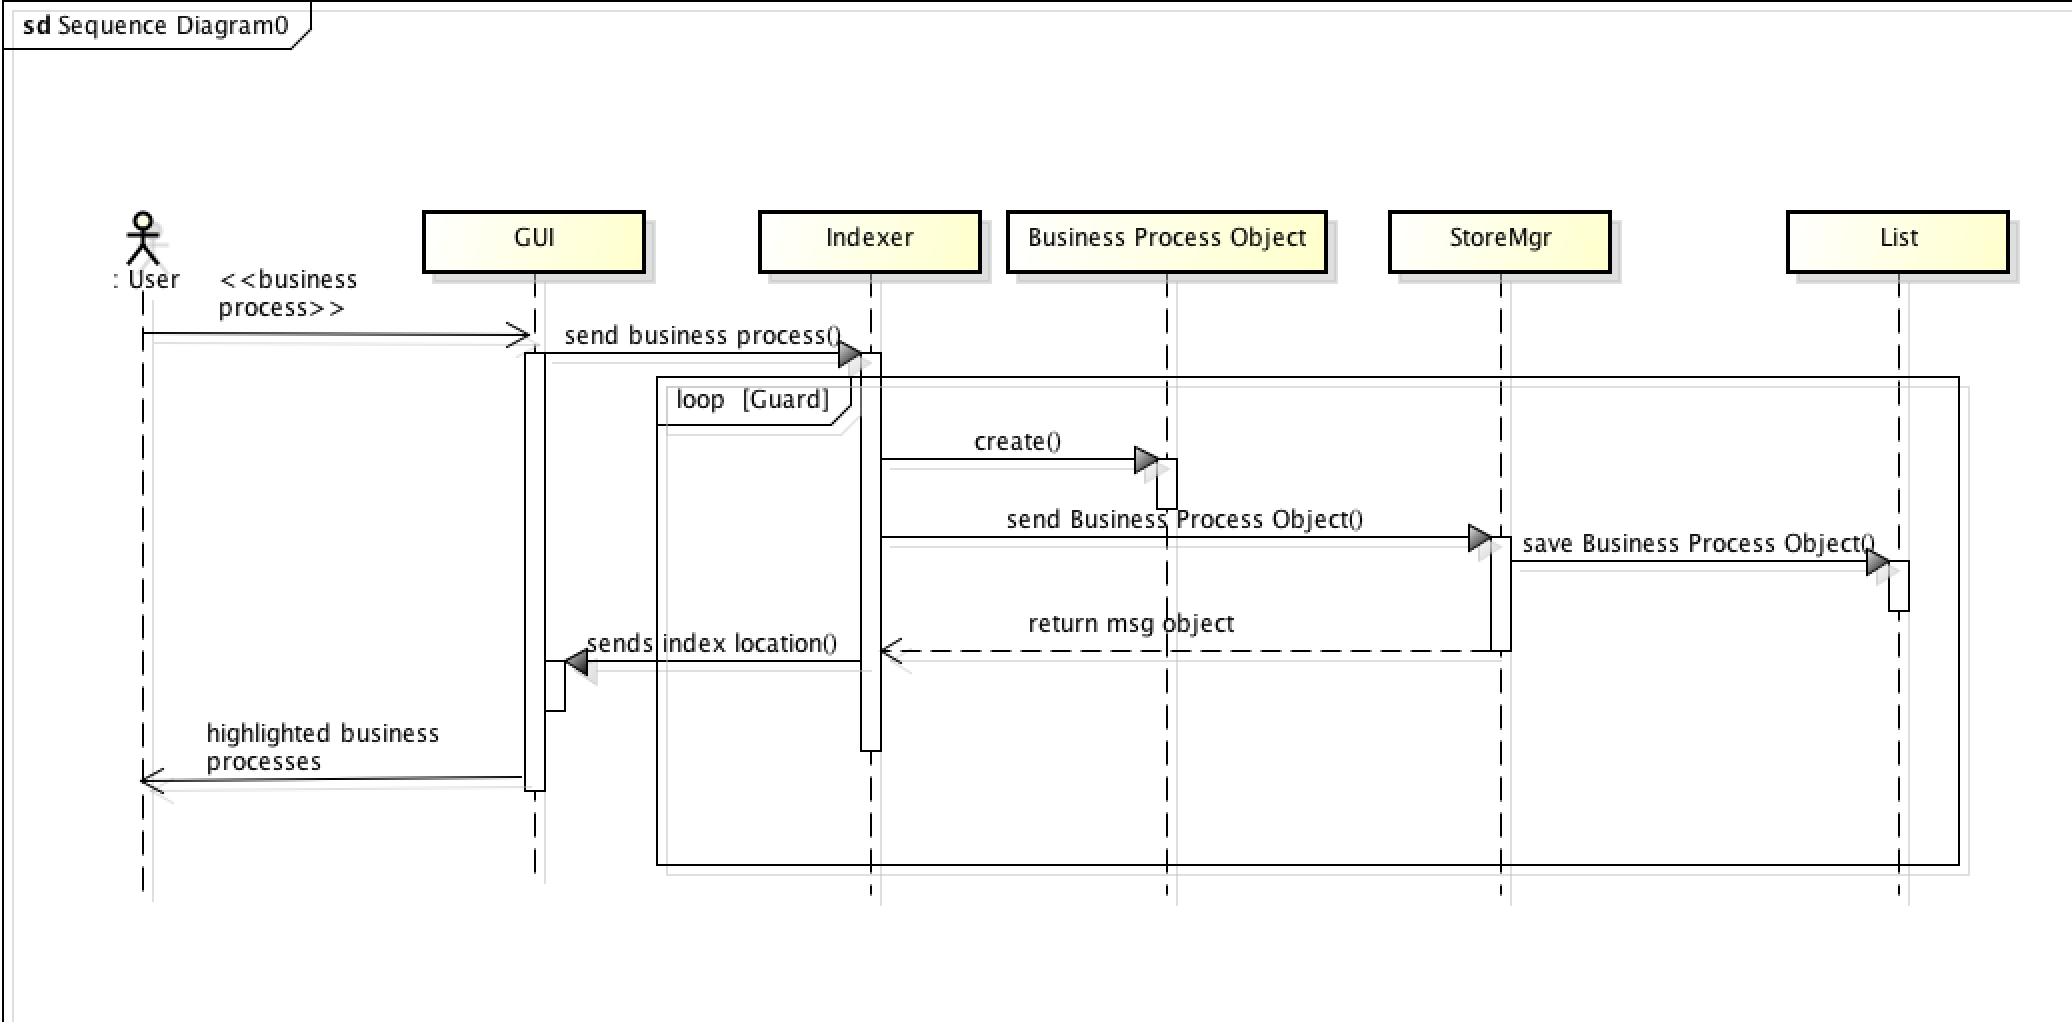 sd Sequence Diagram0
GUI
Indexer
Business Process Object
StoreMgr
List
: User
<<business
process>>
send business process()
loop [Guard]
create()
send Business Process Object()
save Business Process Object()
return msg object
sends index location()
highlighted business
processes